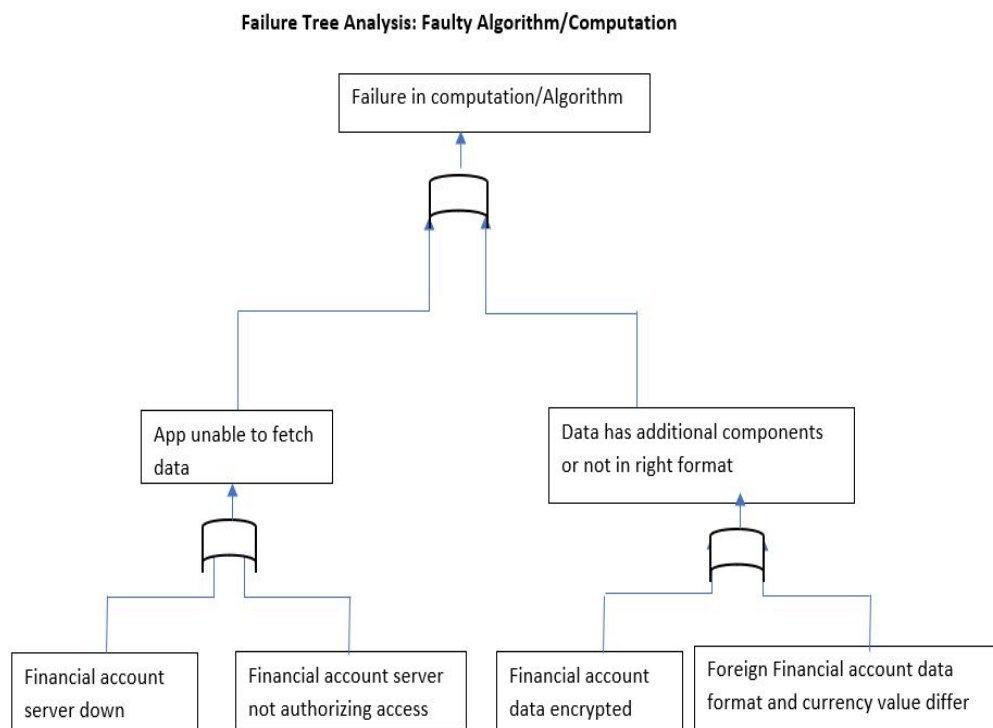 Failure Tree Analysis: Faulty Algorithm/Computation
Failure in computation/Algorithm
App unable to fetch
data
Data has additional components
or not in right format
Financial account
server down
Financial account server
not authorizing access
Financial account
data encrypted
Foreign Financial account data
format and currency value differ